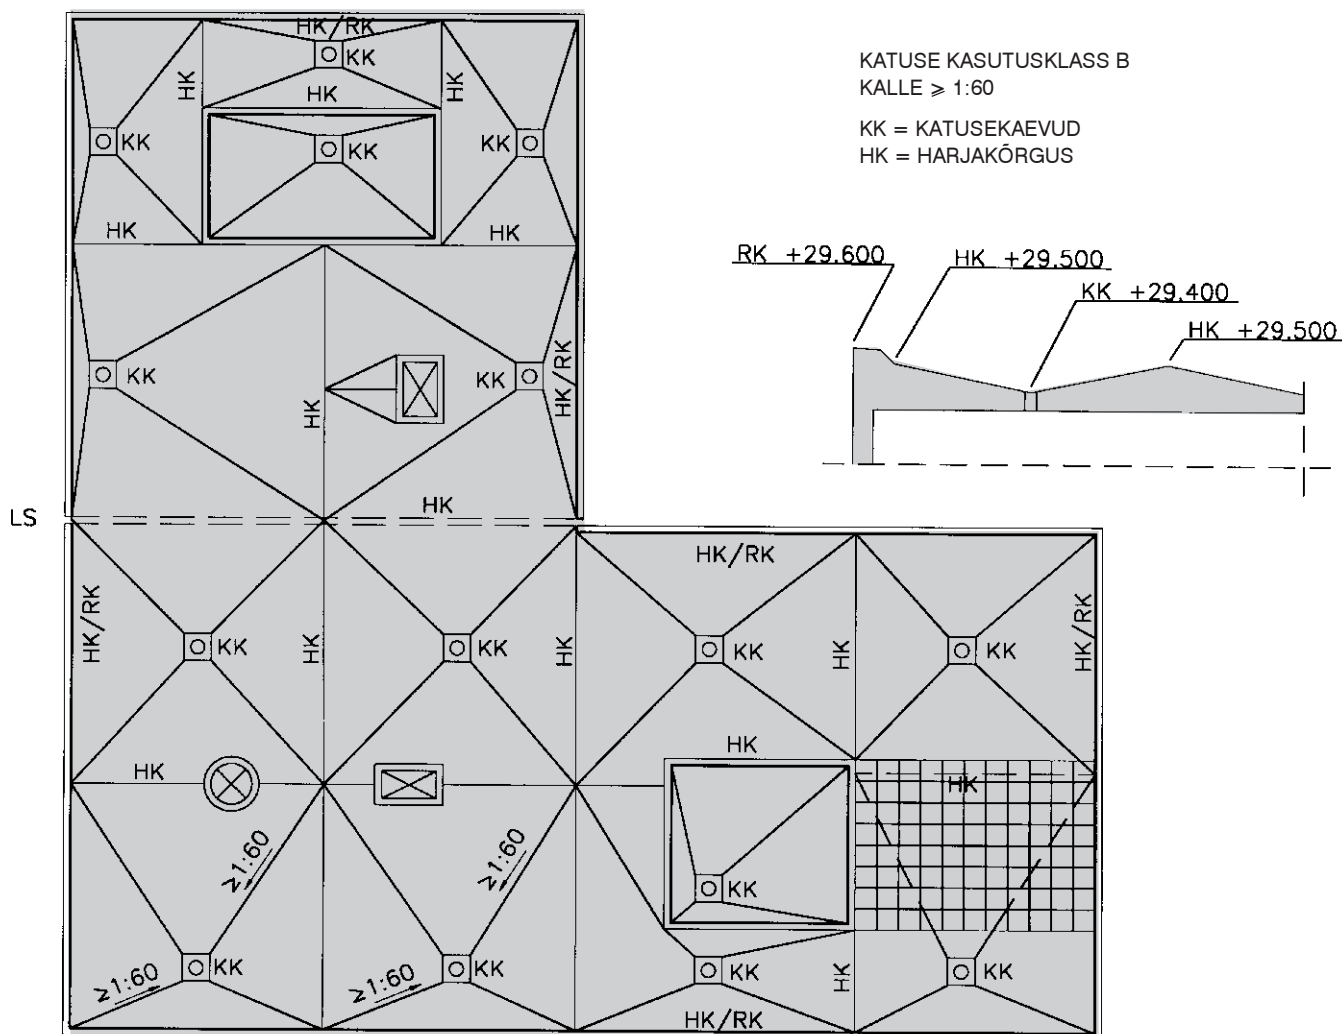 HK/RK
KK
HK
HK
HK
KK
KK
KK
HK
HK
KATUSE KASUTUSKLASS B
KALLE ⩾ 1:60
KK = KATUSEKAEVUD
HK = HARJAKÕRGUS
RK +29.600
HK +29.500
KK +29.400
HK +29.500
KK
HK
KK
HK/RK
HK
LS
HK/RK
KK
HK
KK
HK
HK/RK
KK
HK
KK
HK/RK
HK
HK
HK
≥1:60
≥1:60
KK
≥1:60
KK
≥1:60
KK
KK
HK
KK
HK/RK